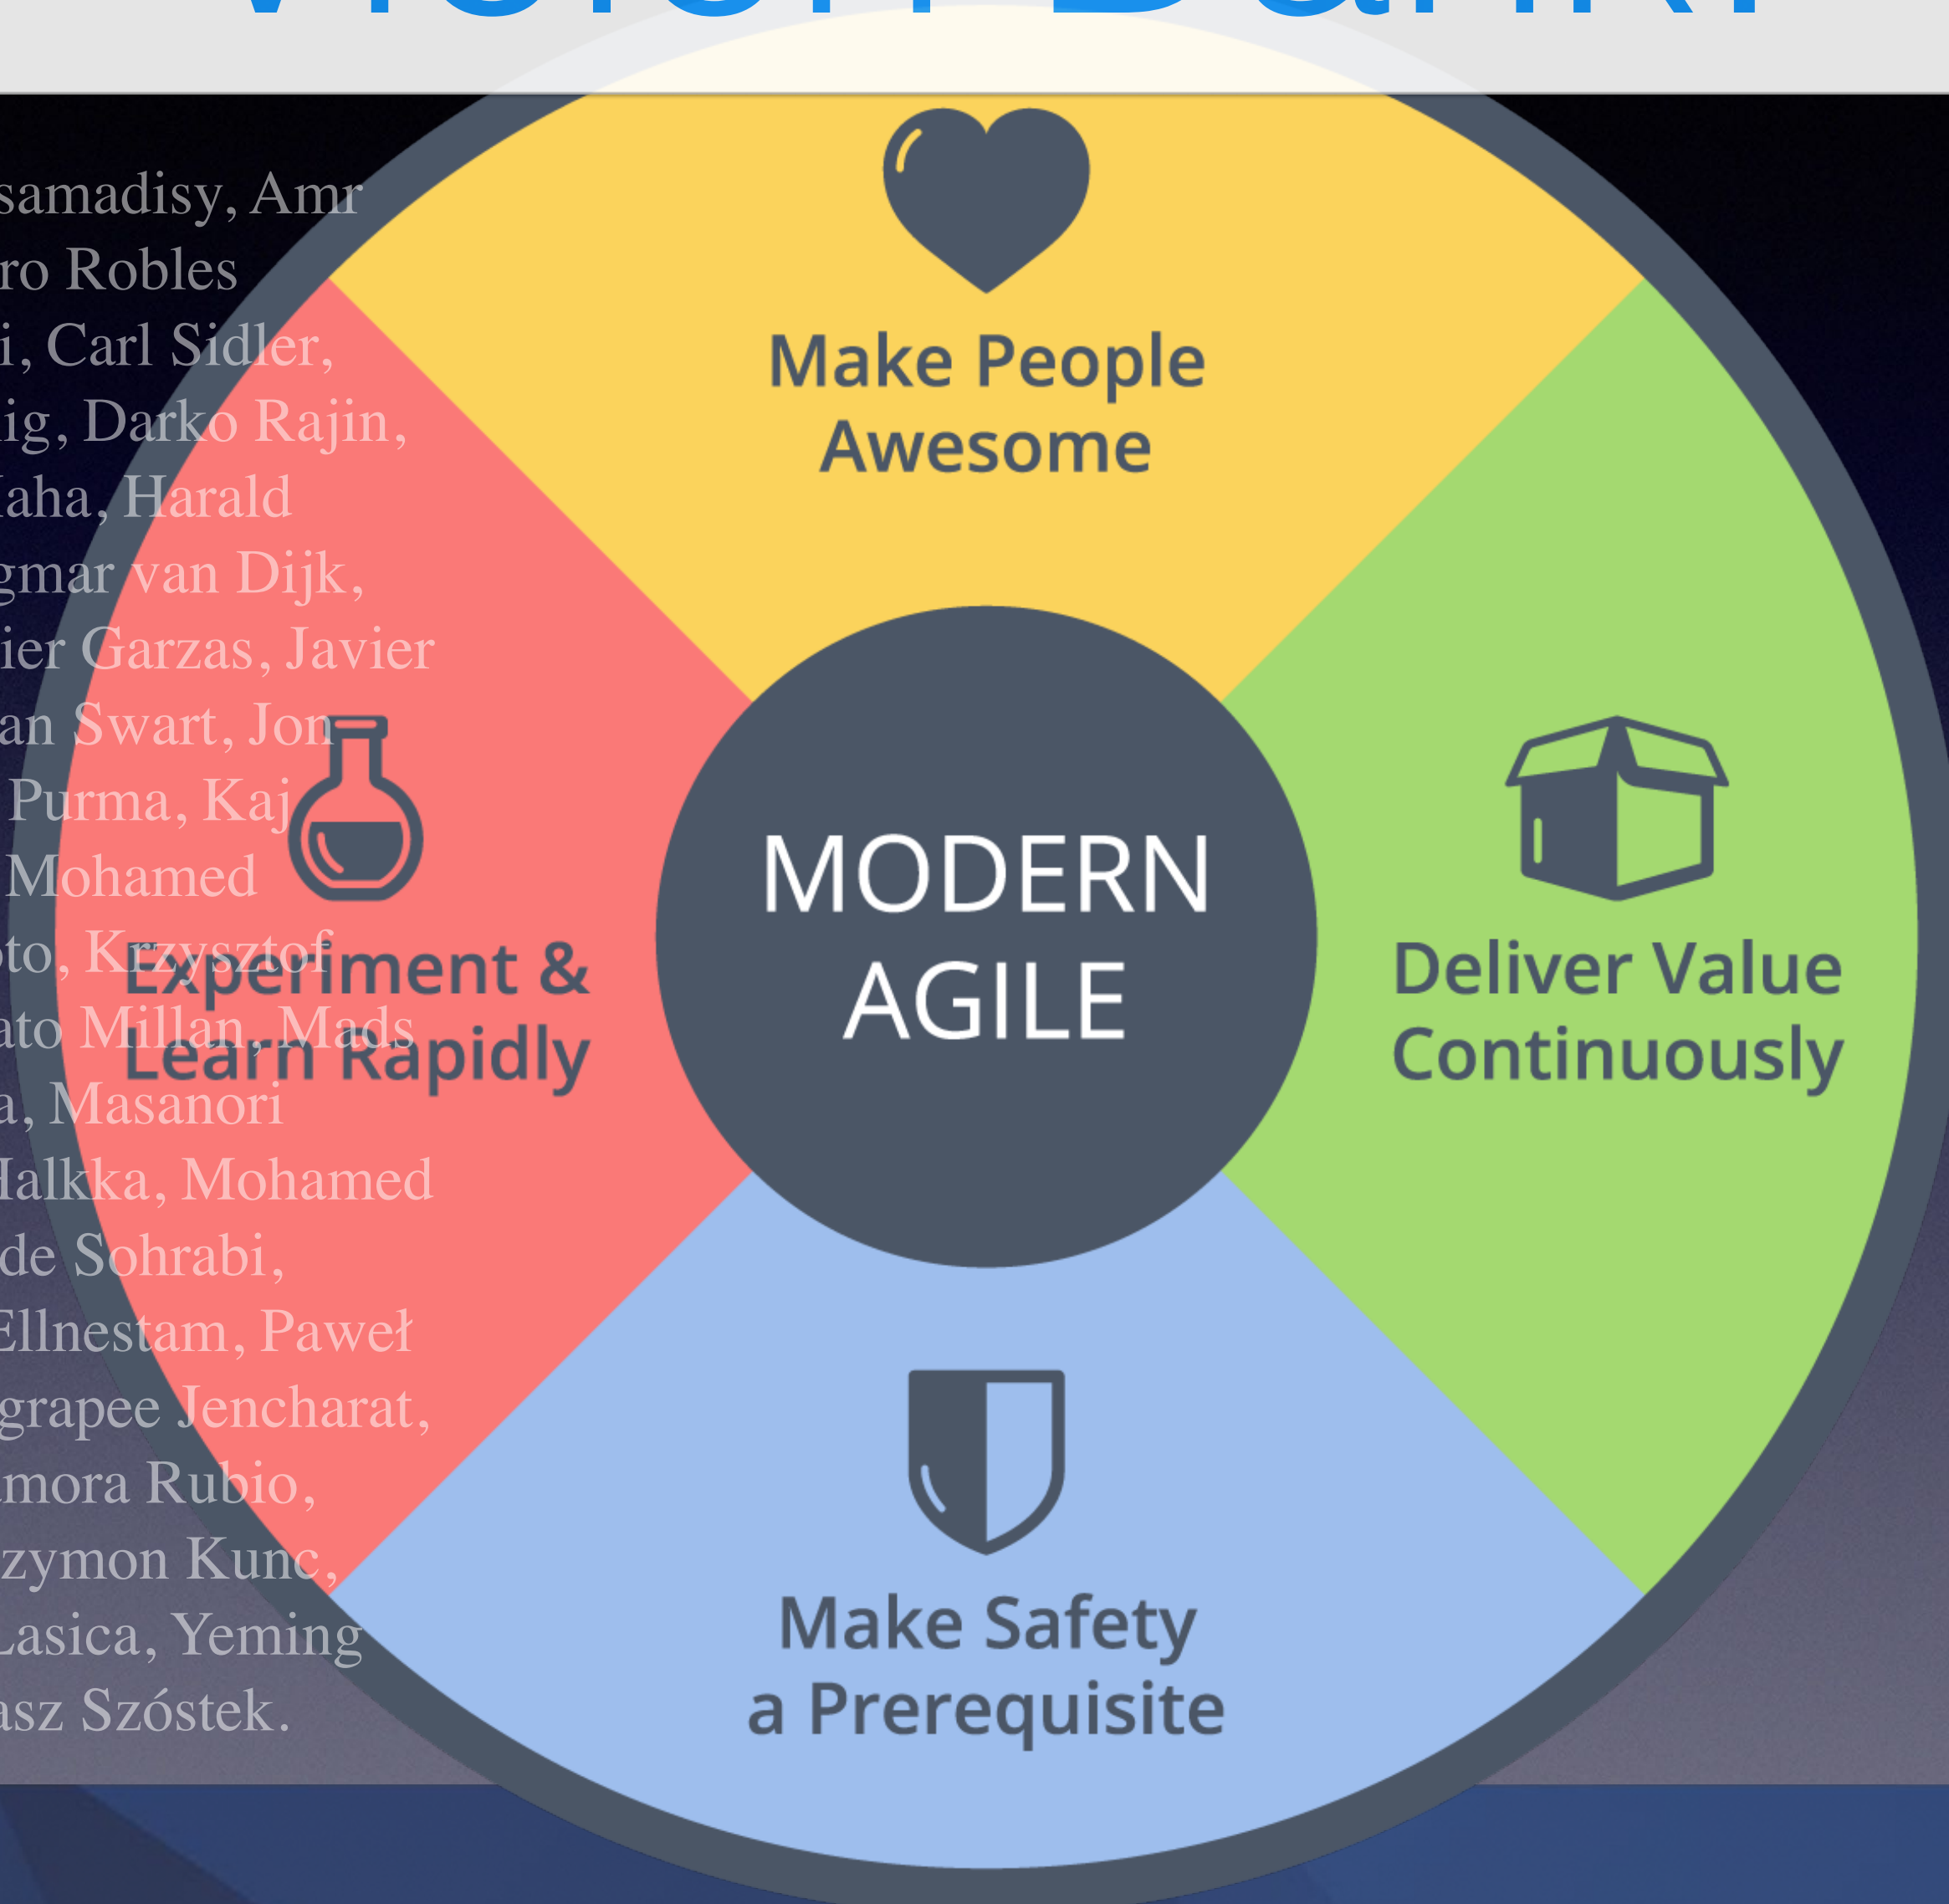 samadisy, Amr
ro Robles
i, Carl Sidler,
ig, Darko Rajin,
aha, Harald
gmar van Dijk,
ier Garzas, Javier
an Swart, Jon
Purma, Kaj
Mohamed
oto, Krzysztof
ato Millan, Mads
a, Masanori
Halkka, Mohamed
de Sohrabi,
Ellnestam, Paweł
grapee Jencharat,
mora Rubio,
zymon Kunc,
Lasica, Yeming
asz Szóstek.
Make People
Awesome
Experiment &
Learn Rapidly
MODERN
AGILE
Deliver Value
Continuously
Make Safety
a Prerequisite